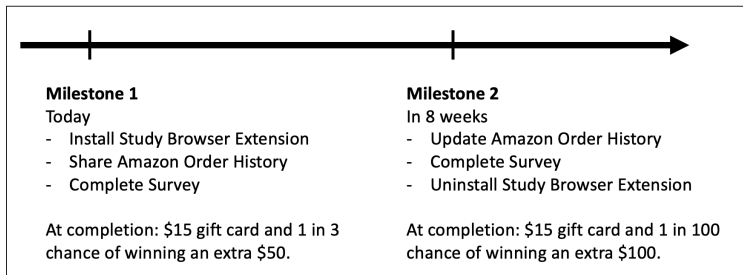 Milestone 1
Today
- Install Study Browser Extension
- Share Amazon Order History
- Complete Survey
At completion: $15 gift card and 1 in 3
chance of winning an extra $50.
Milestone 2
In 8 weeks
- Update Amazon Order History
- Complete Survey
- Uninstall Study Browser Extension
At completion: $15 gift card and 1 in 100
chance of winning an extra $100.